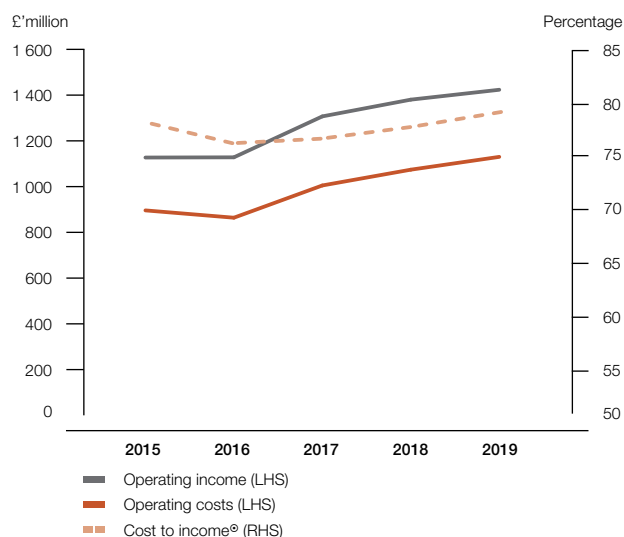 £'million Percentage
1 600 85
1 400 80
1 200 75
1 000 70
800 65
600 60
400 55
200 50
0
2015 2016 2017 2018 2019
Operating income (LHS)
Operating costs (LHS)
Cost to income◉ (RHS)